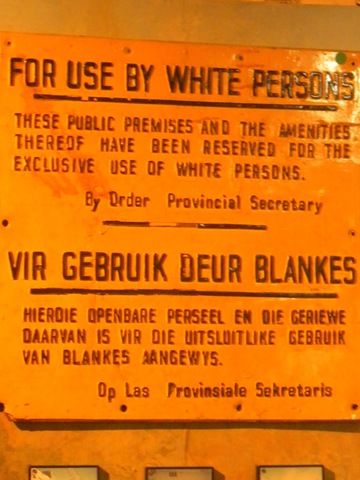 FOR USE BY WHITE PERSONS
THESE PUBLIC PREMISES AND THE AMENITIES
THEREOF HAVE BEEN RESERVED FOR THE
EXCLUSIVE USE OF WHITE PERSONS.
By Order Provincial Secretary
VIR GEBRUIK DEUR BLANKES
HIERDIE OPENBARE PERSEEL EN DIE GERIEWE
DAARVAN IS VIR DIE UITSLUITLIKE GEBRUIK
VAN BLANKES AANGEWYS.
Op Las Provinsiale Sekretaris